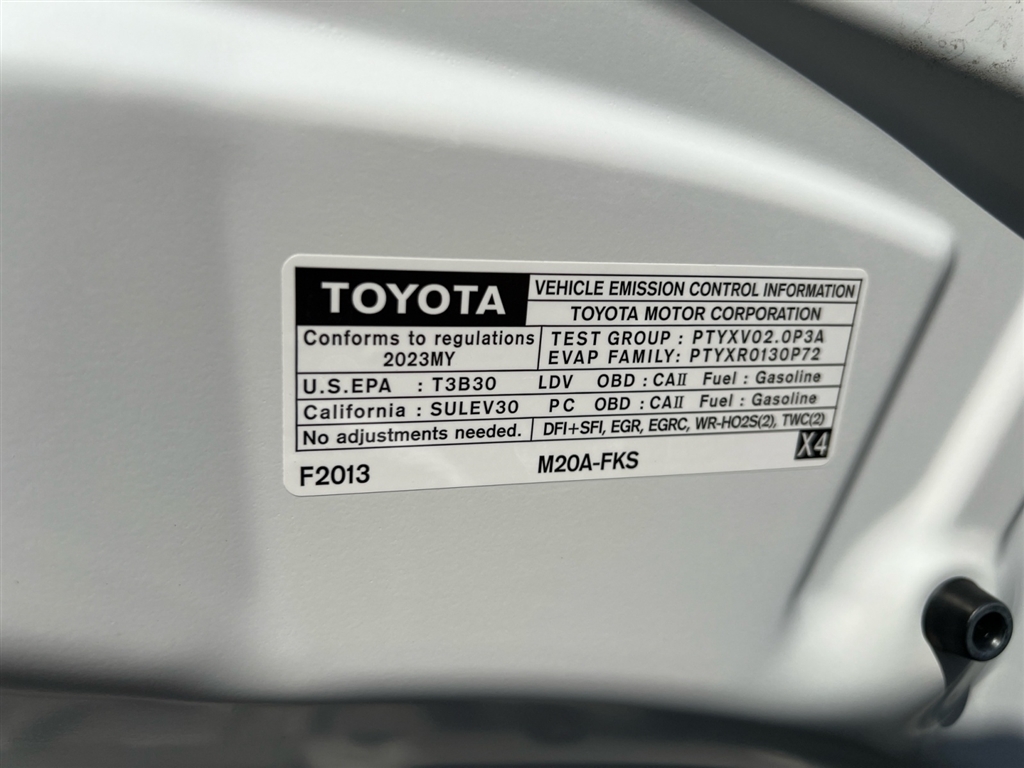 TOYOTA
VEHICLE EMISSION CONTROL INFORMATION
TOYOTA MOTOR CORPORATION
Conforms to regulations
2023MY
TEST GROUP : PTYXV02.0P3A
EVAP FAMILY: PTYXR0130P72
U.S.EPA : T3B30 LDV OBD : CAII Fuel : Gasoline
California : SULEV30 PC OBD : CAII Fuel : Gasoline
No adjustments needed.
DFI+SFI, EGR, EGRC, WR-HO2S(2), TWC(2)
X4
F2013
M20A-FKS